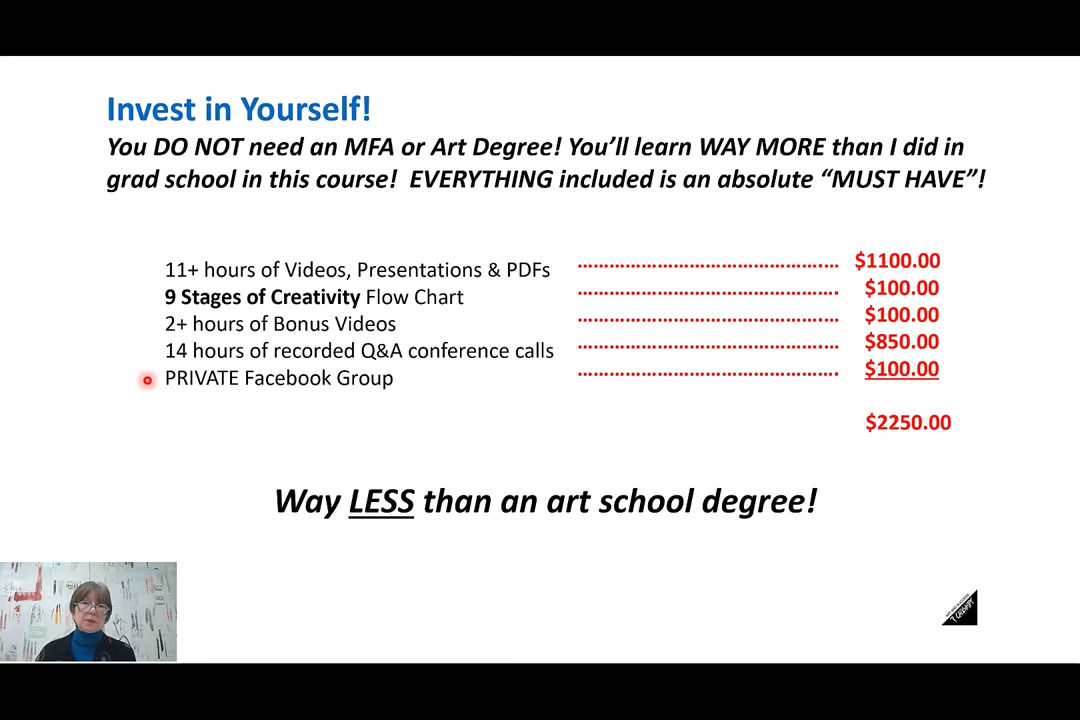 Invest in Yourself!
You DO NOT need an MFA or Art Degree! You’ll learn WAY MORE than I did in
grad school in this course!  EVERYTHING included is an absolute “MUST HAVE”!
11+ hours of Videos, Presentations & PDFs ................................................... $1100.00
9 Stages of Creativity Flow Chart ................................................... $100.00
2+ hours of Bonus Videos ................................................... $100.00
14 hours of recorded Q&A conference calls ................................................... $850.00
PRIVATE Facebook Group ................................................... $100.00
$2250.00
Way LESS than an art school degree!